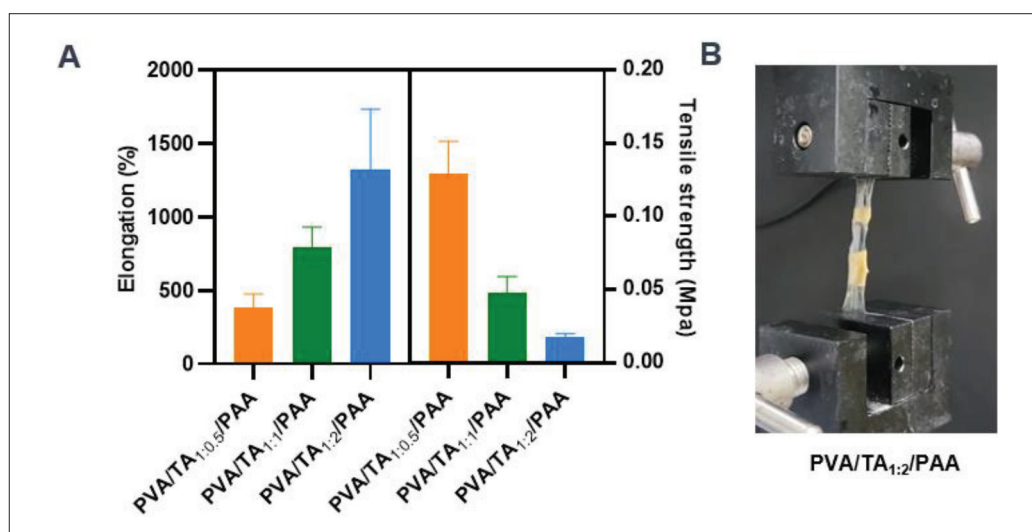 A
B
2000
1500
1000
500
0
Elongation (%)
0.20
0.15
0.10
0.05
0.00
Tensile strength (Mpa)
PVA/TA1:0.5/PAA
PVA/TA1:1/PAA
PVA/TA1:2/PAA
PVA/TA1:0.5/PAA
PVA/TA1:1/PAA
PVA/TA1:2/PAA
PVA/TA1:2/PAA